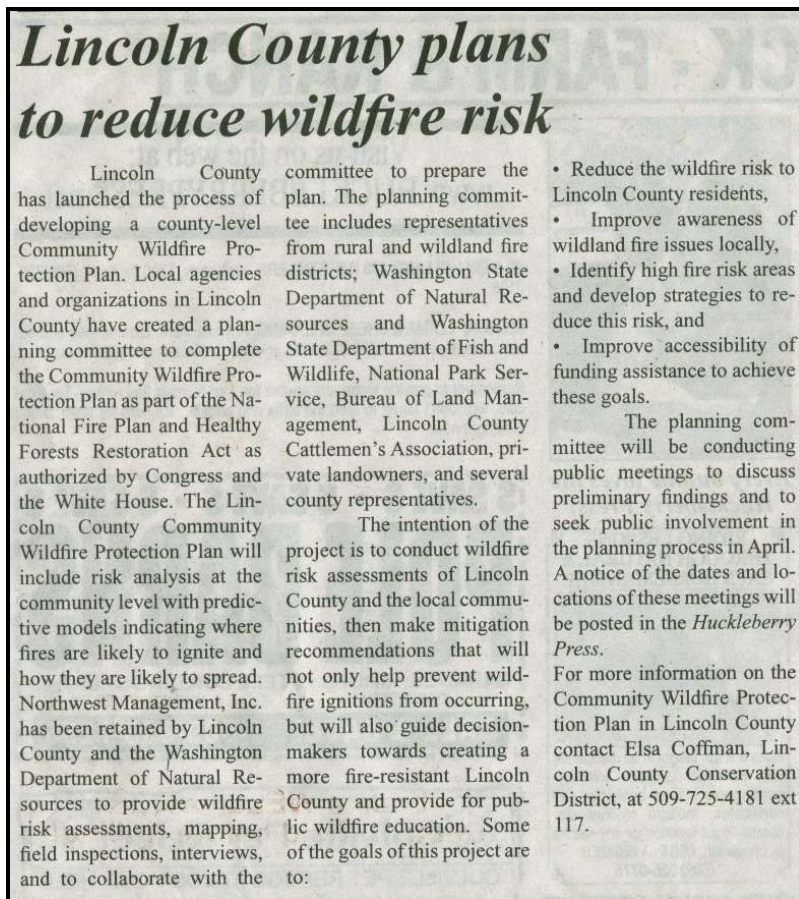 Lincoln County plans
to reduce wildfire risk
Lincoln County
has launched the process of
developing a county-level
Community Wildfire Pro-
tection Plan. Local agencies
and organizations in Lincoln
County have created a plan-
ning committee to complete
the Community Wildfire Pro-
tection Plan as part of the Na-
tional Fire Plan and Healthy
Forests Restoration Act as
authorized by Congress and
the White House. The Lin-
coln County Community
Wildfire Protection Plan will
include risk analysis at the
community level with predic-
tive models indicating where
fires are likely to ignite and
how they are likely to spread.
Northwest Management, Inc.
has been retained by Lincoln
County and the Washington
Department of Natural Re-
sources to provide wildfire
risk assessments, mapping,
field inspections, interviews,
and to collaborate with the
committee to prepare the
plan. The planning commit-
tee includes representatives
from rural and wildland fire
districts; Washington State
Department of Natural Re-
sources and Washington
State Department of Fish and
Wildlife, National Park Ser-
vice, Bureau of Land Man-
agement, Lincoln County
Cattlemen's Association, pri-
vate landowners, and several
county representatives.
The intention of the
project is to conduct wildfire
risk assessments of Lincoln
County and the local commu-
nities, then make mitigation
recommendations that will
not only help prevent wild-
fire ignitions from occurring,
but will also guide decision-
makers towards creating a
more fire-resistant Lincoln
County and provide for pub-
lic wildfire education. Some
of the goals of this project are
to:
• Reduce the wildfire risk to
Lincoln County residents,
• Improve awareness of
wildland fire issues locally,
• Identify high fire risk areas
and develop strategies to re-
duce this risk, and
• Improve accessibility of
funding assistance to achieve
these goals.
The planning com-
mittee will be conducting
public meetings to discuss
preliminary findings and to
seek public involvement in
the planning process in April.
A notice of the dates and lo-
cations of these meetings will
be posted in the Huckleberry
Press.
For more information on the
Community Wildfire Protec-
tion Plan in Lincoln County
contact Elsa Coffman, Lin-
coln County Conservation
District, at 509-725-4181 ext
117.